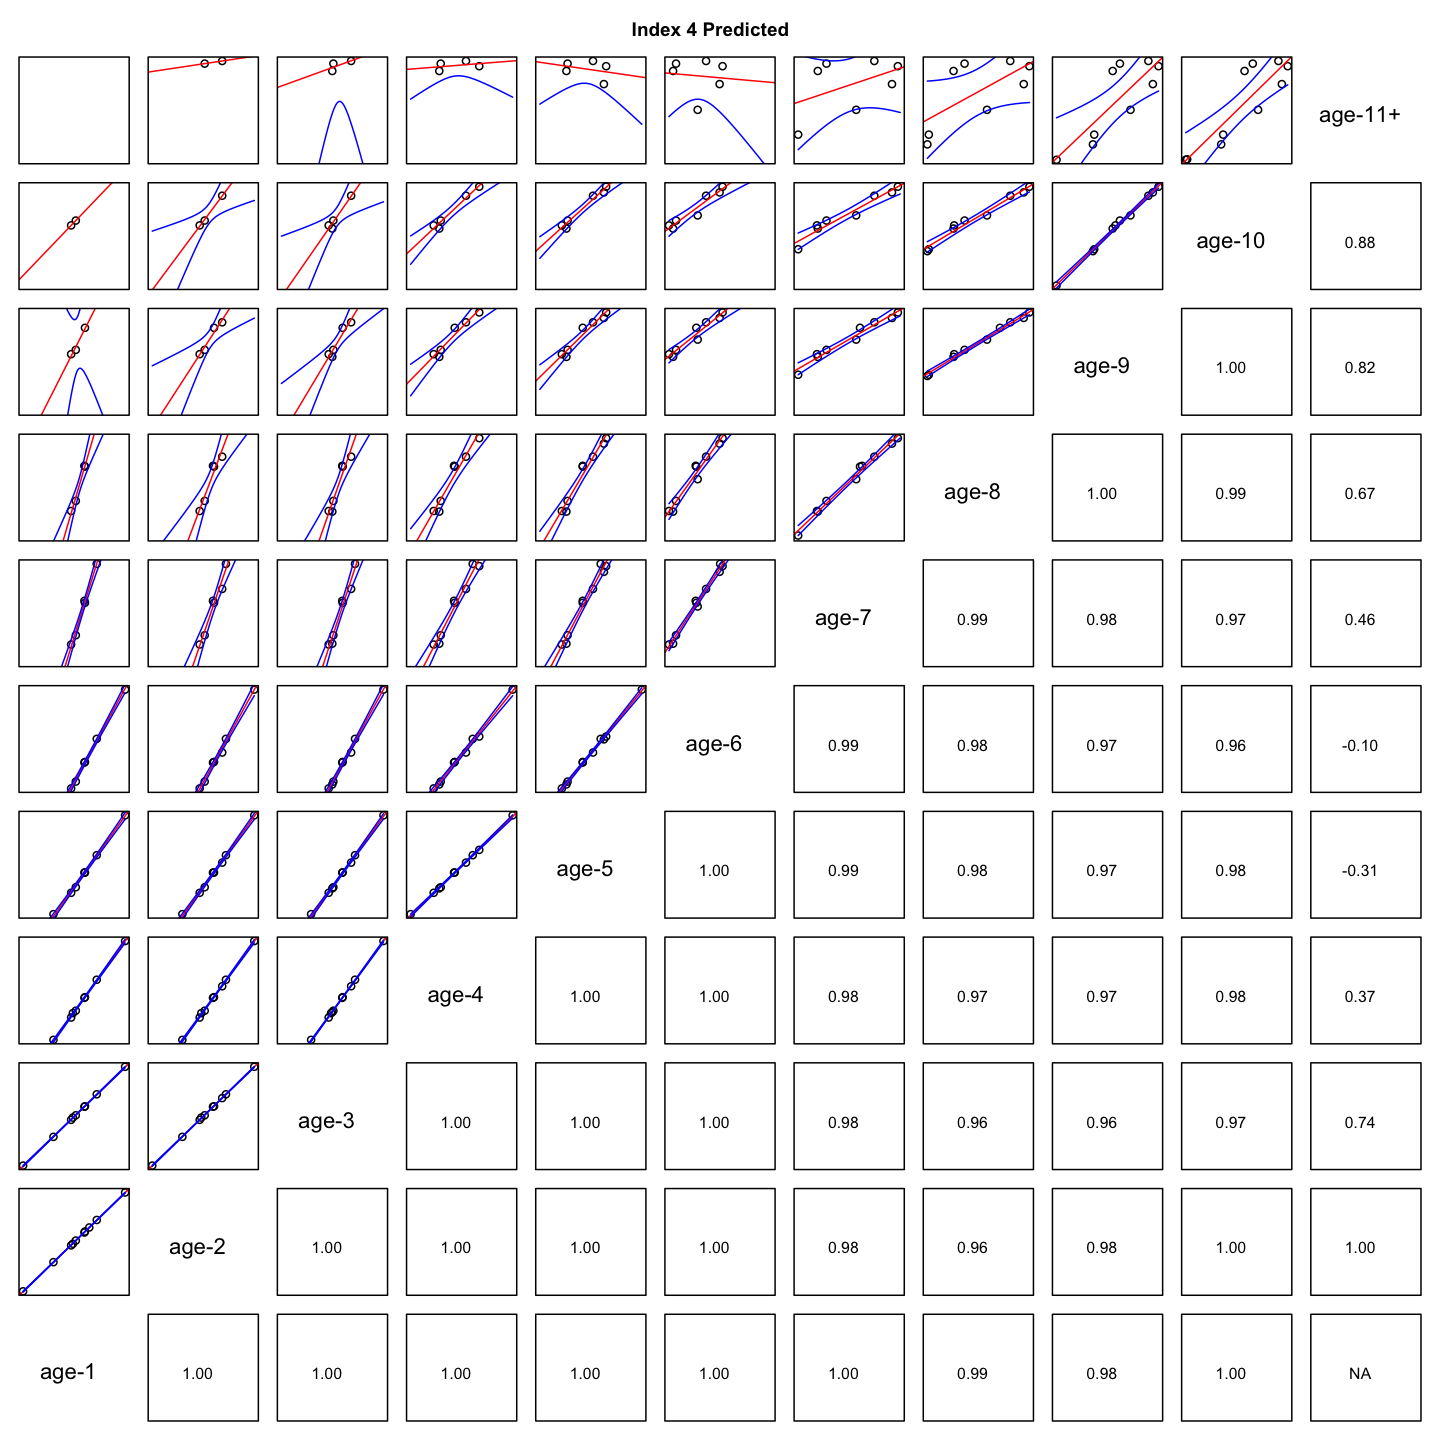 Index 4 Predicted
age-11+
age-10 0.88
age-9 1.00 0.82
age-8 1.00 0.99 0.67
age-7 0.99 0.98 0.97 0.46
age-6 0.99 0.98 0.97 0.96 -0.10
age-5 1.00 0.99 0.98 0.97 0.98 -0.31
age-4 1.00 1.00 0.98 0.97 0.97 0.98 0.37
age-3 1.00 1.00 1.00 0.98 0.96 0.96 0.97 0.74
age-2 1.00 1.00 1.00 1.00 0.98 0.96 0.98 1.00 1.00
age-1 1.00 1.00 1.00 1.00 1.00 1.00 0.99 0.98 1.00 NA